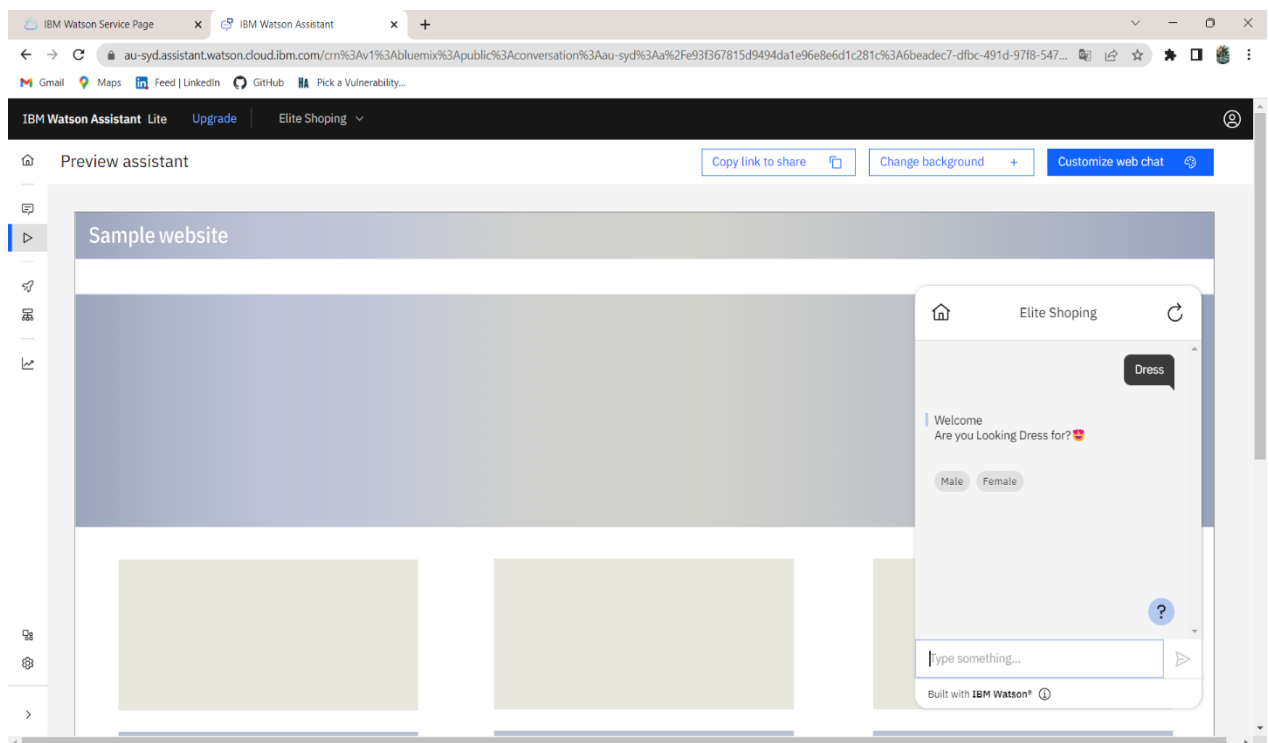 IBM Watson Service Page
IBM Watson Assistant
au-syd.assistant.watson.cloud.ibm.com/crn%3Av1%3Abluemix%3Apublic%3Aconversation%3Aau-syd%3Aa%2Fe93f367815d9494da1e96e8e6d1c281c%3A6beadec7-dfbc-491d-97f8-547...
Gmail Maps Feed | LinkedIn GitHub Pick a Vulnerability...
IBM Watson Assistant Lite Upgrade Elite Shoping
Preview assistant
Copy link to share Change background + Customize web chat
Sample website
Elite Shoping
Dress
Welcome
Are you Looking Dress for?😍
Male Female
?
Type something...
Built with IBM Watson®